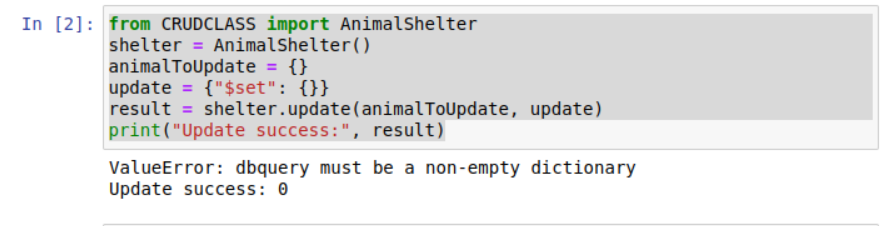 In [2]: from CRUDCLASS import AnimalShelter
shelter = AnimalShelter()
animalToUpdate = {}
update = {"$set": {}}
result = shelter.update(animalToUpdate, update)
print("Update success:", result)
ValueError: dbquery must be a non-empty dictionary
Update success: 0